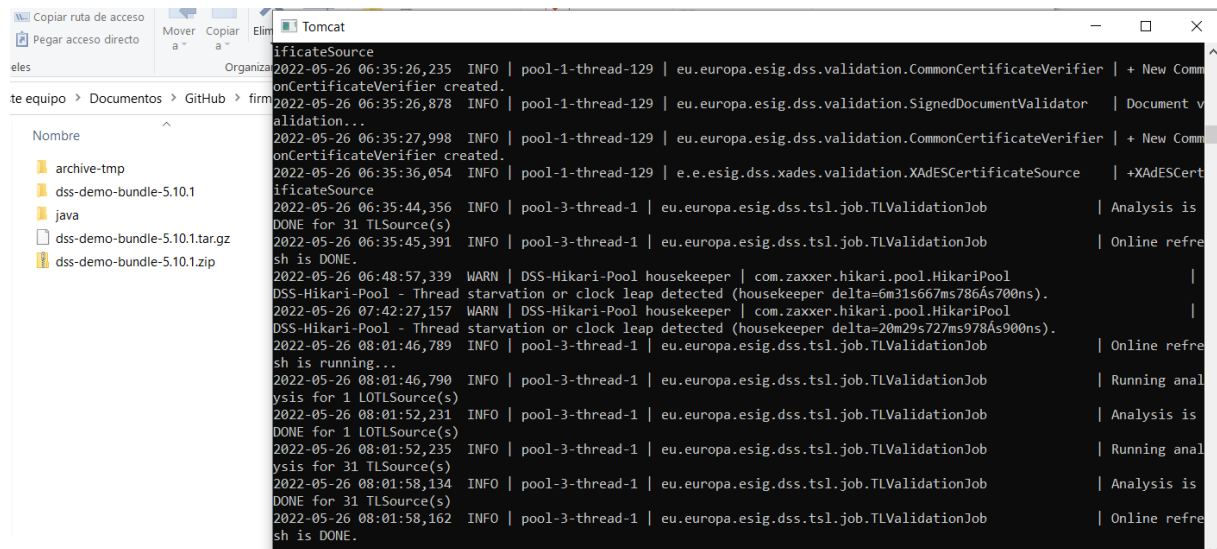 Copiar ruta de acceso
Pegar acceso directo
Mover a
Copiar a
Elim
eles
Organiza
te equipo > Documentos > GitHub > firm
Nombre
archive-tmp
dss-demo-bundle-5.10.1
java
dss-demo-bundle-5.10.1.tar.gz
dss-demo-bundle-5.10.1.zip
Tomcat
ificateSource
2022-05-26 06:35:26,235  INFO | pool-1-thread-129 | eu.europa.esig.dss.validation.CommonCertificateVerifier | + New Comm
onCertificateVerifier created.
2022-05-26 06:35:26,878  INFO | pool-1-thread-129 | eu.europa.esig.dss.validation.SignedDocumentValidator   | Document v
alidation...
2022-05-26 06:35:27,998  INFO | pool-1-thread-129 | eu.europa.esig.dss.validation.CommonCertificateVerifier | + New Comm
onCertificateVerifier created.
2022-05-26 06:35:36,054  INFO | pool-1-thread-129 | e.e.esig.dss.xades.validation.XAdESCertificateSource    | +XAdESCert
ificateSource
2022-05-26 06:35:44,356  INFO | pool-3-thread-1 | eu.europa.esig.dss.tsl.job.TLValidationJob              | Analysis is
DONE for 31 TLSource(s)
2022-05-26 06:35:45,391  INFO | pool-3-thread-1 | eu.europa.esig.dss.tsl.job.TLValidationJob              | Online refre
sh is DONE.
2022-05-26 06:48:57,339  WARN | DSS-Hikari-Pool housekeeper | com.zaxxer.hikari.pool.HikariPool                      |
DSS-Hikari-Pool - Thread starvation or clock leap detected (housekeeper delta=6m31s667ms786Ás700ns).
2022-05-26 07:42:27,157  WARN | DSS-Hikari-Pool housekeeper | com.zaxxer.hikari.pool.HikariPool                      |
DSS-Hikari-Pool - Thread starvation or clock leap detected (housekeeper delta=20m29s727ms978Ás900ns).
2022-05-26 08:01:46,789  INFO | pool-3-thread-1 | eu.europa.esig.dss.tsl.job.TLValidationJob              | Online refre
sh is running...
2022-05-26 08:01:46,790  INFO | pool-3-thread-1 | eu.europa.esig.dss.tsl.job.TLValidationJob              | Running anal
ysis for 1 LOTLSource(s)
2022-05-26 08:01:52,231  INFO | pool-3-thread-1 | eu.europa.esig.dss.tsl.job.TLValidationJob              | Analysis is
DONE for 1 LOTLSource(s)
2022-05-26 08:01:52,235  INFO | pool-3-thread-1 | eu.europa.esig.dss.tsl.job.TLValidationJob              | Running anal
ysis for 31 TLSource(s)
2022-05-26 08:01:58,134  INFO | pool-3-thread-1 | eu.europa.esig.dss.tsl.job.TLValidationJob              | Analysis is
DONE for 31 TLSource(s)
2022-05-26 08:01:58,162  INFO | pool-3-thread-1 | eu.europa.esig.dss.tsl.job.TLValidationJob              | Online refre
sh is DONE.